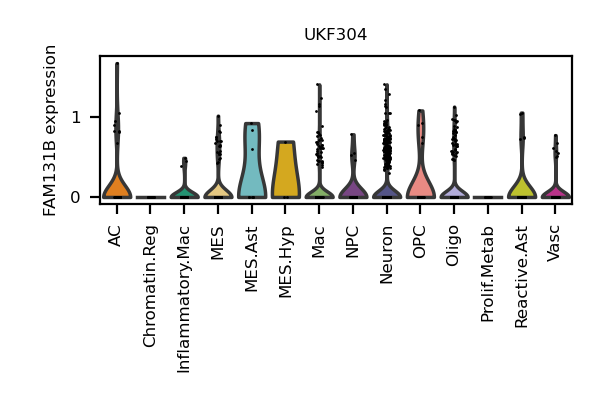 UKF304
FAM131B expression
1
0
AC
Chromatin.Reg
Inflammatory.Mac
MES
MES.Ast
MES.Hyp
Mac
NPC
Neuron
OPC
Oligo
Prolif.Metab
Reactive.Ast
Vasc